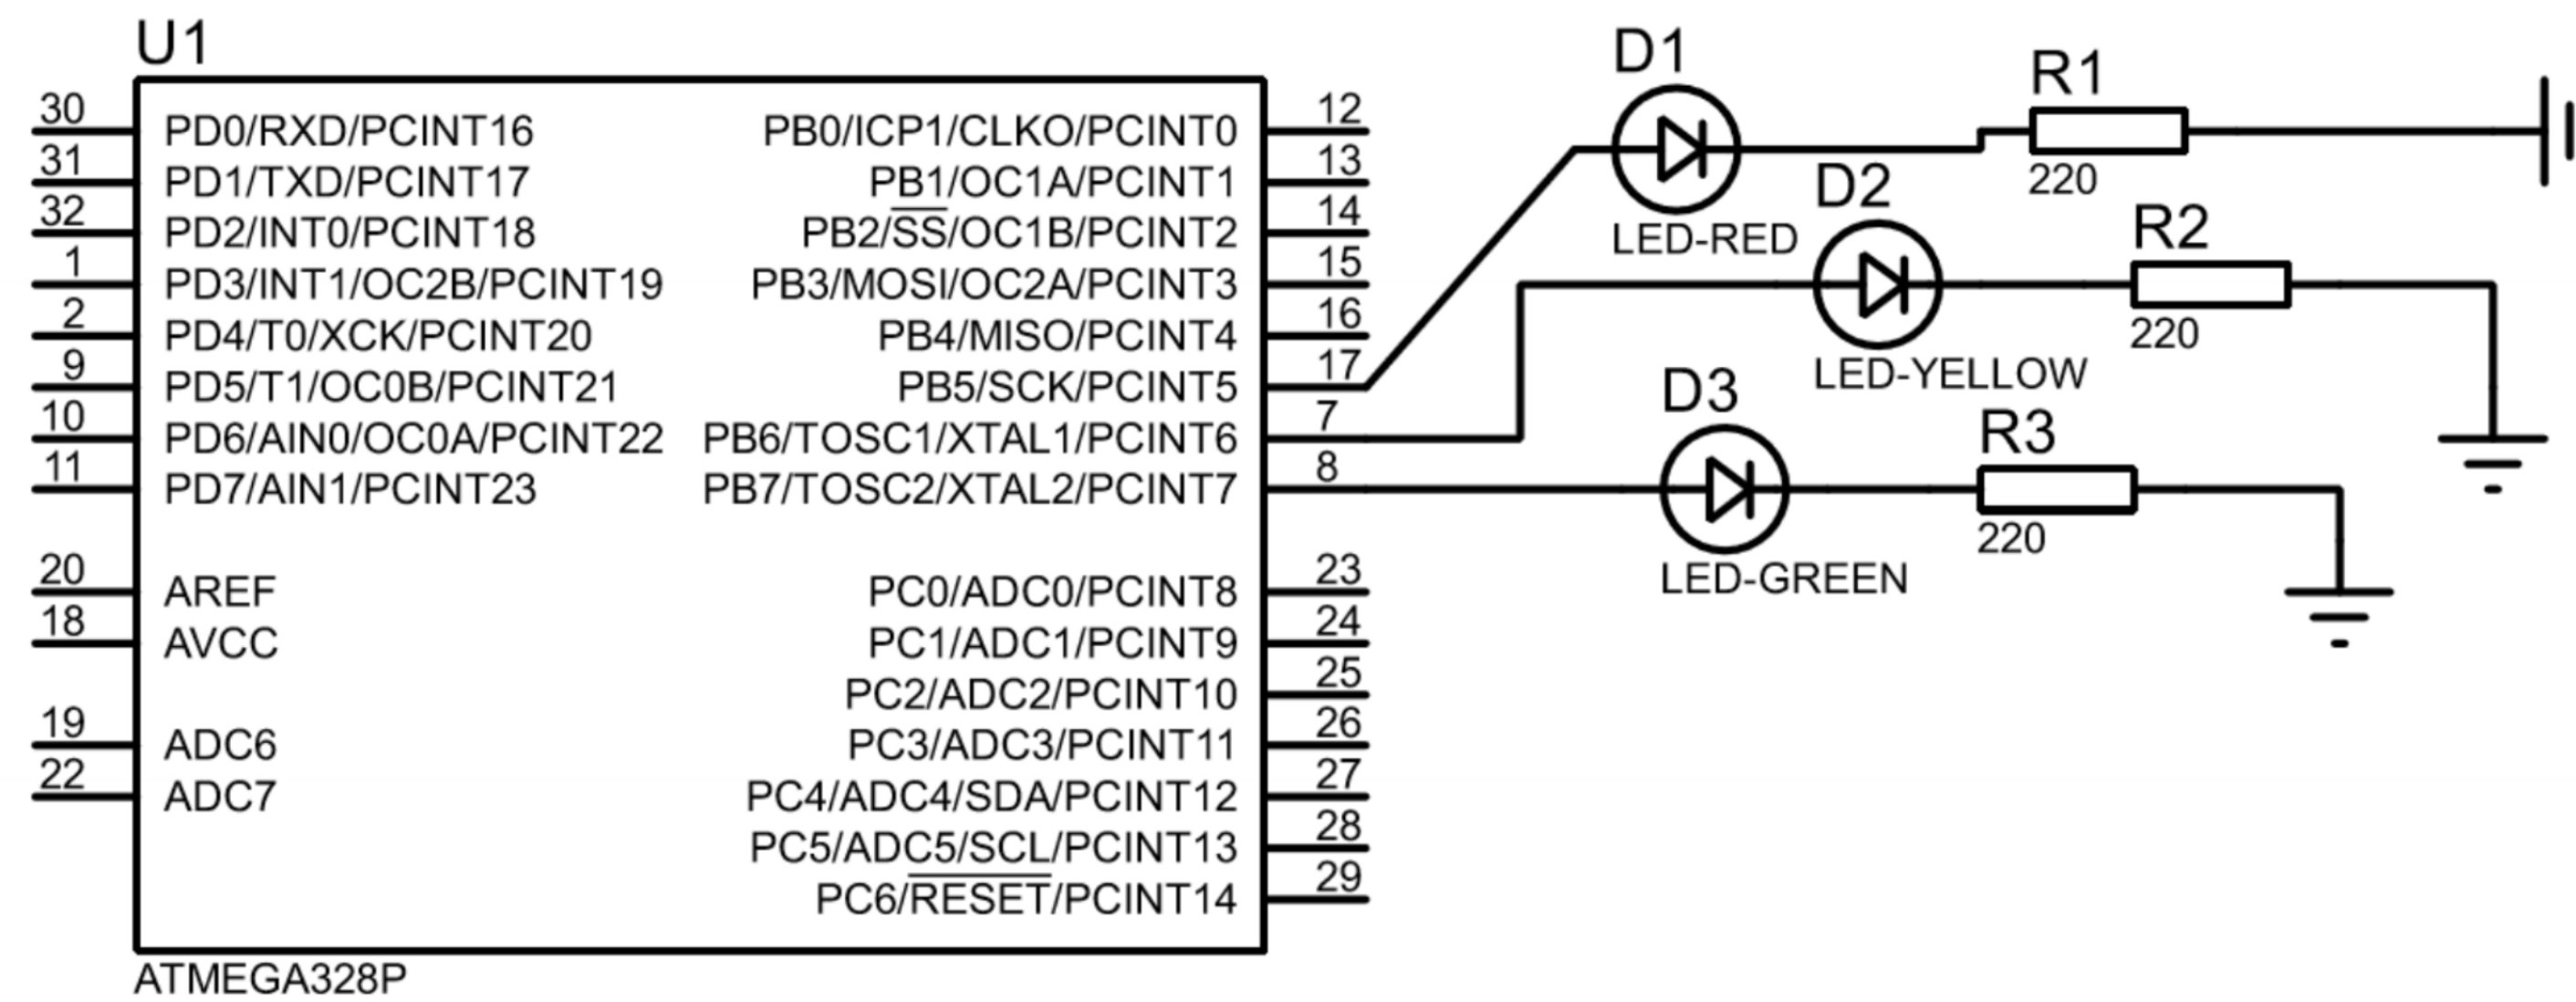 U1
30 PD0/RXD/PCINT16
31 PD1/TXD/PCINT17
32 PD2/INT0/PCINT18
1 PD3/INT1/OC2B/PCINT19
2 PD4/T0/XCK/PCINT20
9 PD5/T1/OC0B/PCINT21
10 PD6/AIN0/OC0A/PCINT22
11 PD7/AIN1/PCINT23
20 AREF
18 AVCC
19 ADC6
22 ADC7
PB0/ICP1/CLKO/PCINT0 12
PB1/OC1A/PCINT1 13
PB2/SS/OC1B/PCINT2 14
PB3/MOSI/OC2A/PCINT3 15
PB4/MISO/PCINT4 16
PB5/SCK/PCINT5 17
PB6/TOSC1/XTAL1/PCINT6 7
PB7/TOSC2/XTAL2/PCINT7 8
PC0/ADC0/PCINT8 23
PC1/ADC1/PCINT9 24
PC2/ADC2/PCINT10 25
PC3/ADC3/PCINT11 26
PC4/ADC4/SDA/PCINT12 27
PC5/ADC5/SCL/PCINT13 28
PC6/RESET/PCINT14 29
ATMEGA328P
D1
LED-RED
R1
220
D2
LED-YELLOW
R2
220
D3
LED-GREEN
R3
220